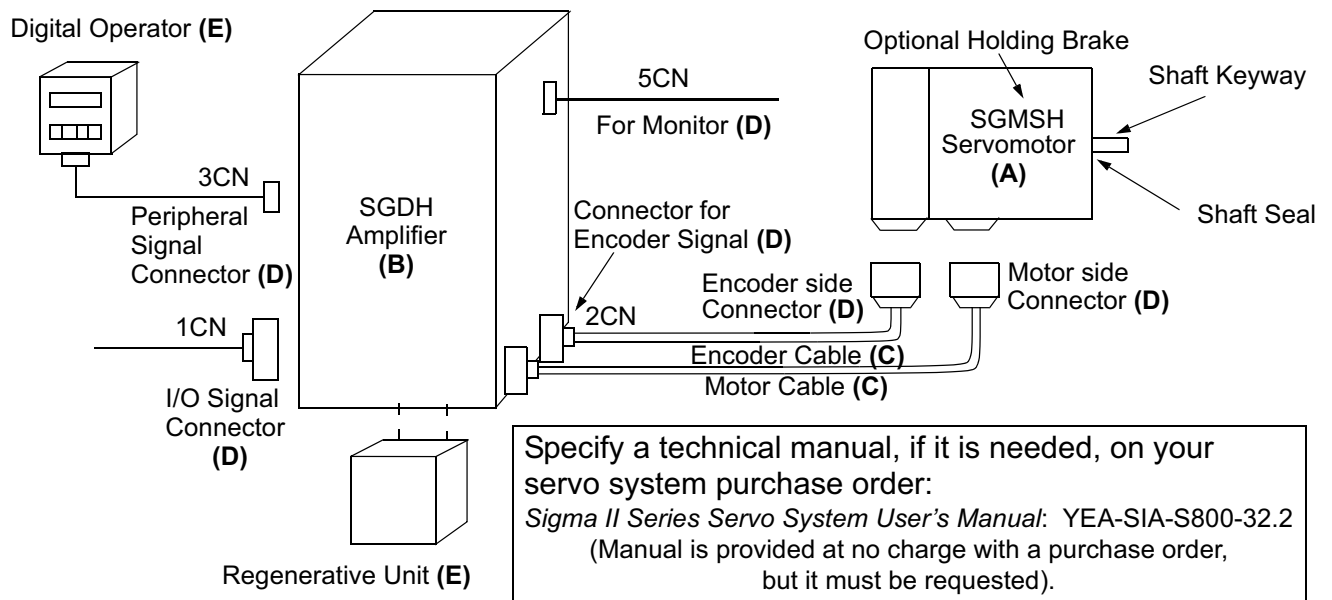 Digital Operator (E)
3CN
Peripheral
Signal
Connector (D)
1CN
I/O Signal
Connector
(D)
SGDH
Amplifier
(B)
Regenerative Unit (E)
5CN
For Monitor (D)
Connector for
Encoder Signal (D)
2CN
Encoder side
Connector (D)
Motor side
Connector (D)
Encoder Cable (C)
Motor Cable (C)
Optional Holding Brake
SGMSH
Servomotor
(A)
Shaft Keyway
Shaft Seal
Specify a technical manual, if it is needed, on your
servo system purchase order:
Sigma II Series Servo System User's Manual: YEA-SIA-S800-32.2
(Manual is provided at no charge with a purchase order,
but it must be requested).